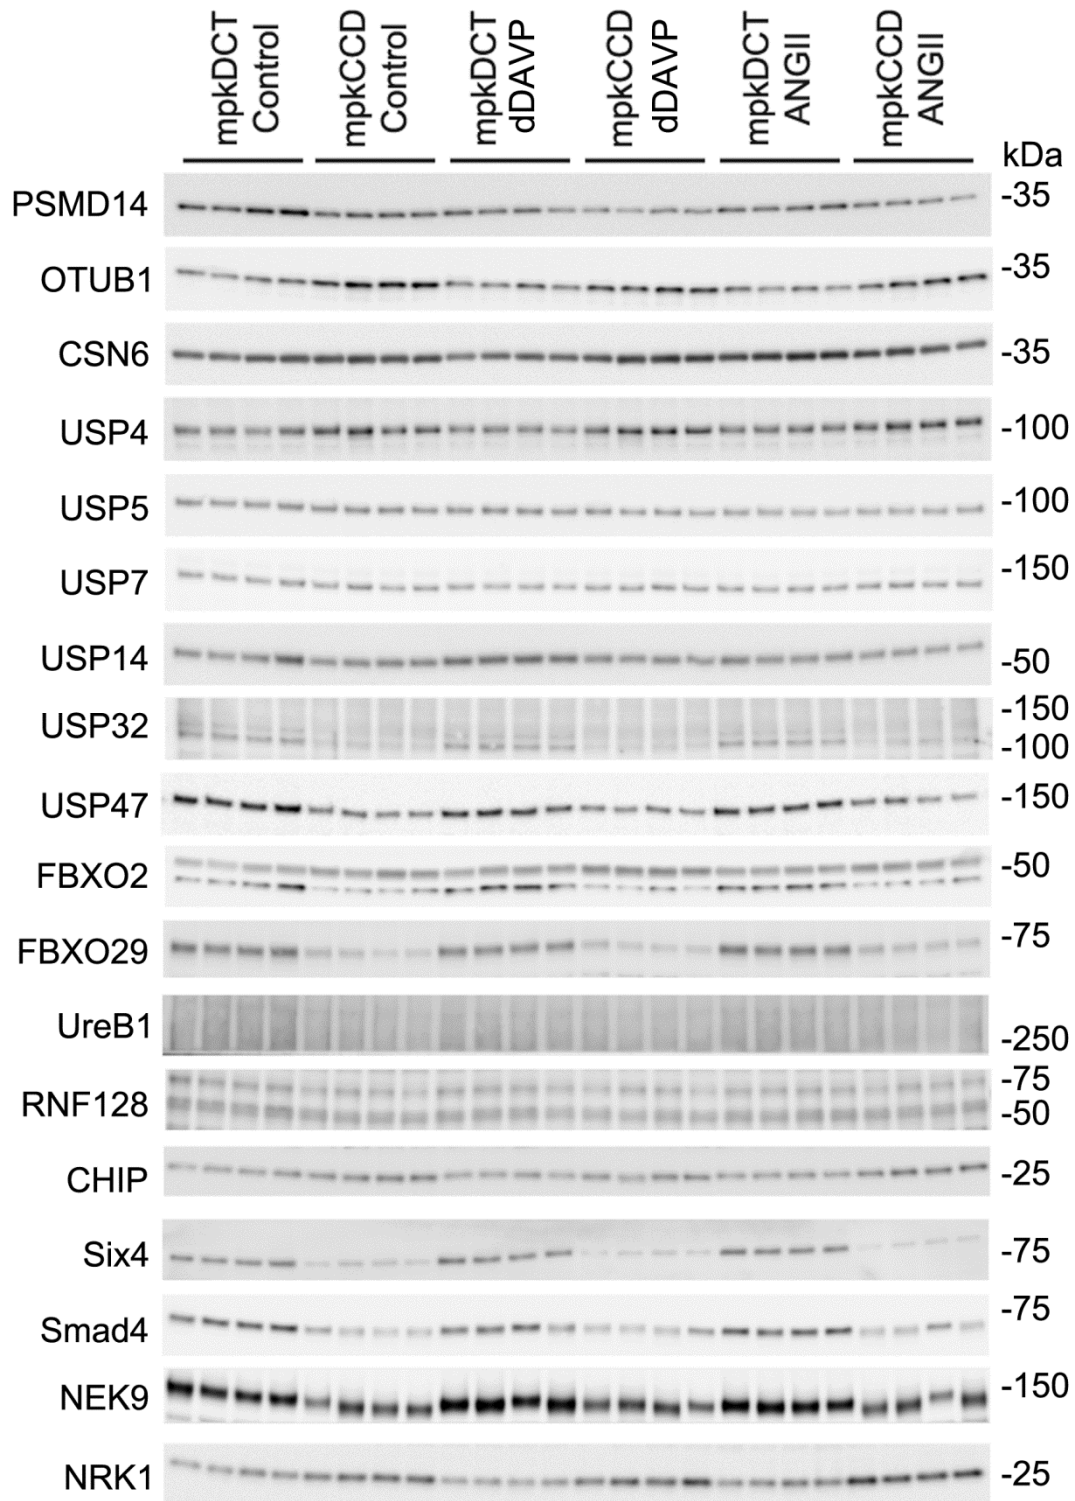 mpkDCT
Control
mpkCCD
Control
mpkDCT
dDAVP
mpkCCD
dDAVP
mpkDCT
ANGII
mpkCCD
ANGII
kDa
PSMD14 -35
OTUB1 -35
CSN6 -35
USP4 -100
USP5 -100
USP7 -150
USP14 -50
USP32 -150
-100
USP47 -150
FBXO2 -50
FBXO29 -75
UreB1 -250
RNF128 -75
-50
CHIP -25
Six4 -75
Smad4 -75
NEK9 -150
NRK1 -25